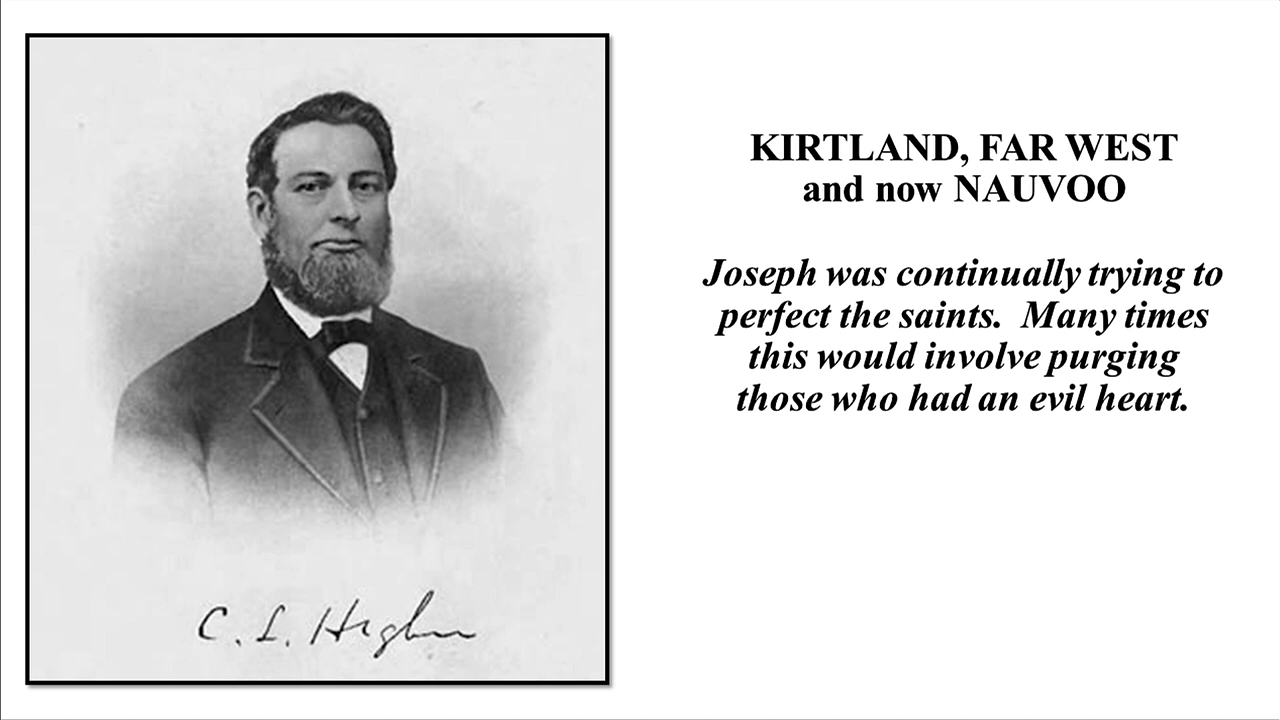 KIRTLAND, FAR WEST
and now NAUVOO
Joseph was continually trying to
perfect the saints.  Many times
this would involve purging
those who had an evil heart.
C. L. Higbee